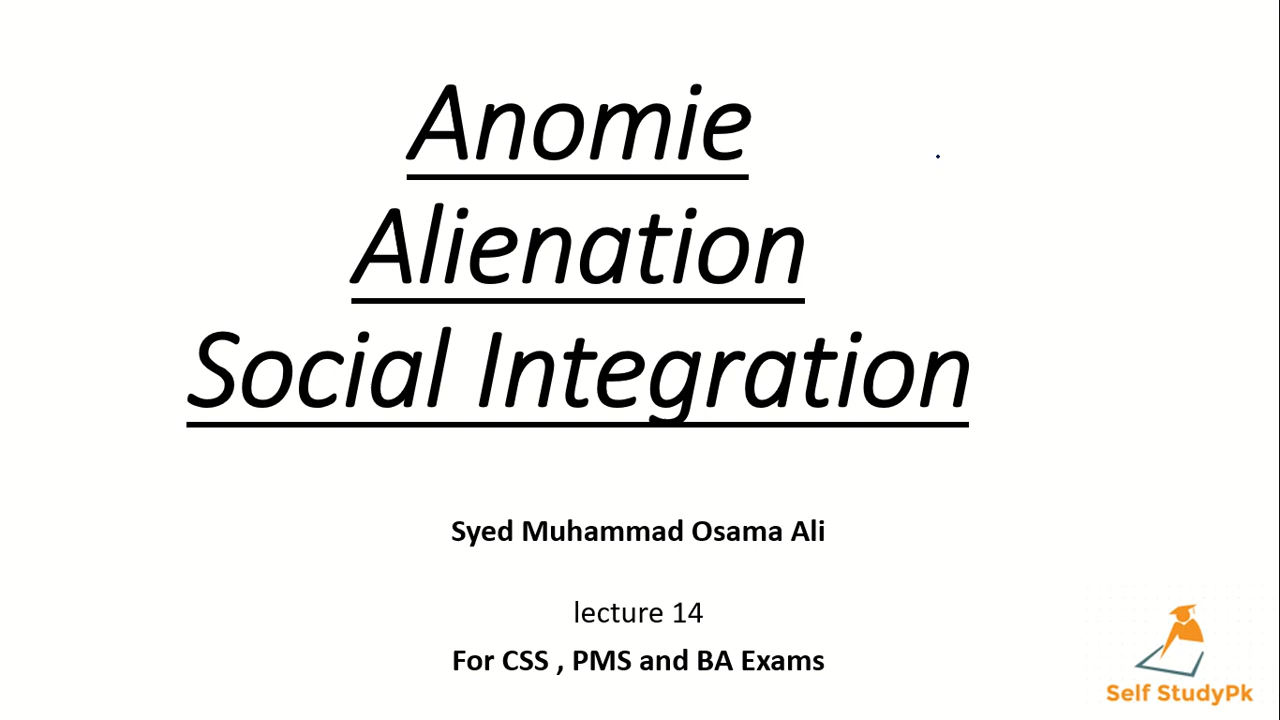 Anomie
Alienation
Social Integration
Syed Muhammad Osama Ali
lecture 14
For CSS , PMS and BA Exams
Self StudyPk